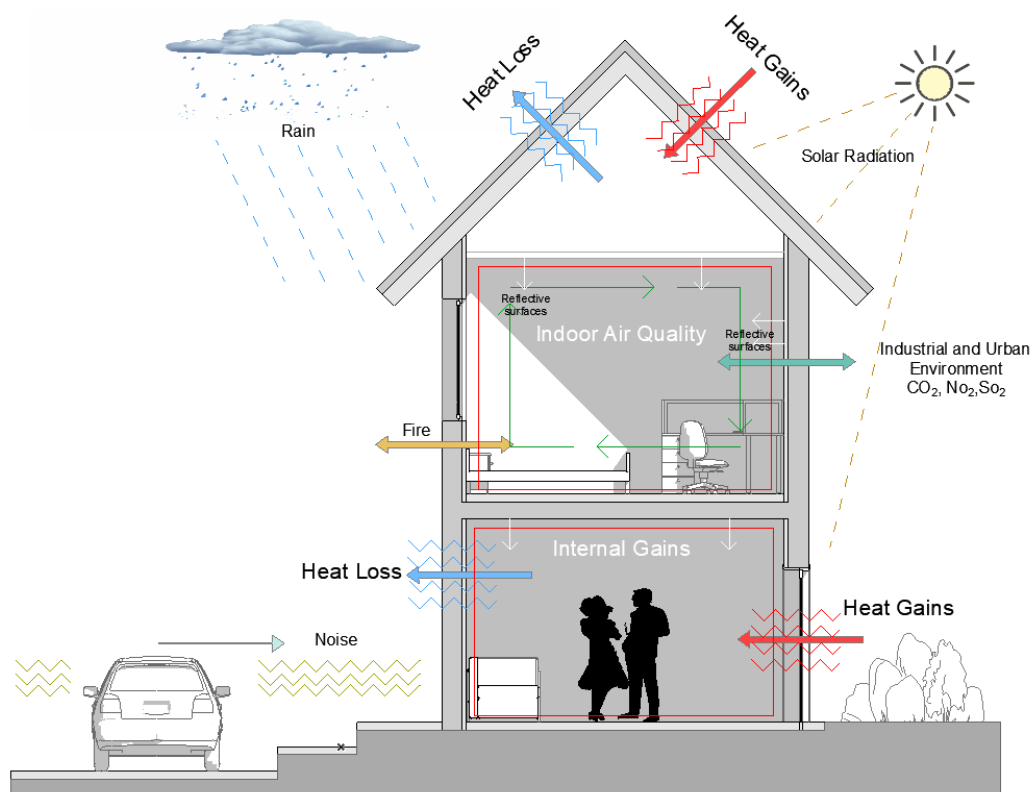 Heat Loss
Heat Gains
Rain
Solar Radiation
Reflective
surfaces
Indoor Air Quality
Reflective
surfaces
Industrial and Urban
Environment
CO₂, No₂,So₂
Fire
Internal Gains
Heat Loss
Heat Gains
Noise